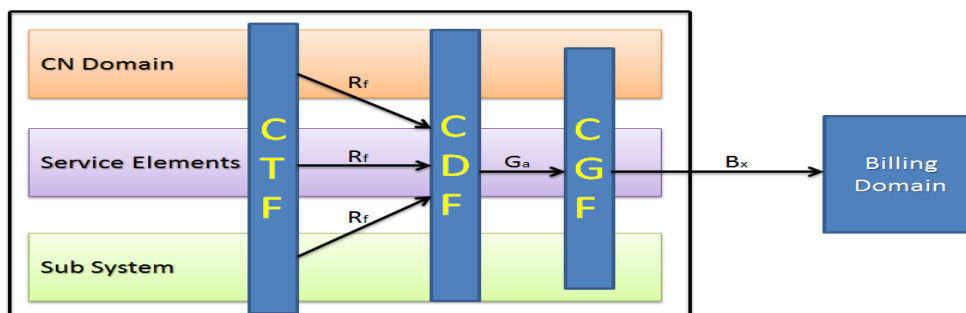 CN Domain
Service Elements
Sub System
C
T
F
Rf
Rf
Rf
C
D
F
Ga
C
G
F
Bx
Billing
Domain